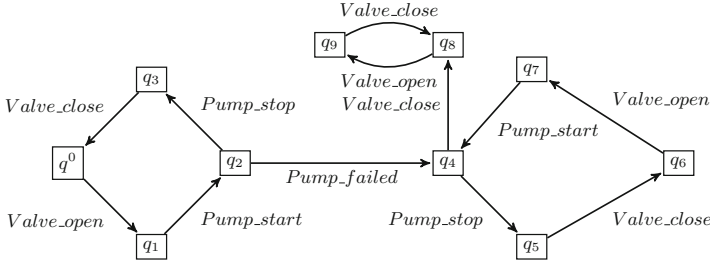 Valve_close
q9
q8
Valve_open
q3
q7
Valve_close
Pump_stop
Valve_close
Valve_open
Pump_start
q0
q2
q4
q6
Pump_failed
Valve_open
Pump_start
Pump_stop
Valve_close
q1
q5